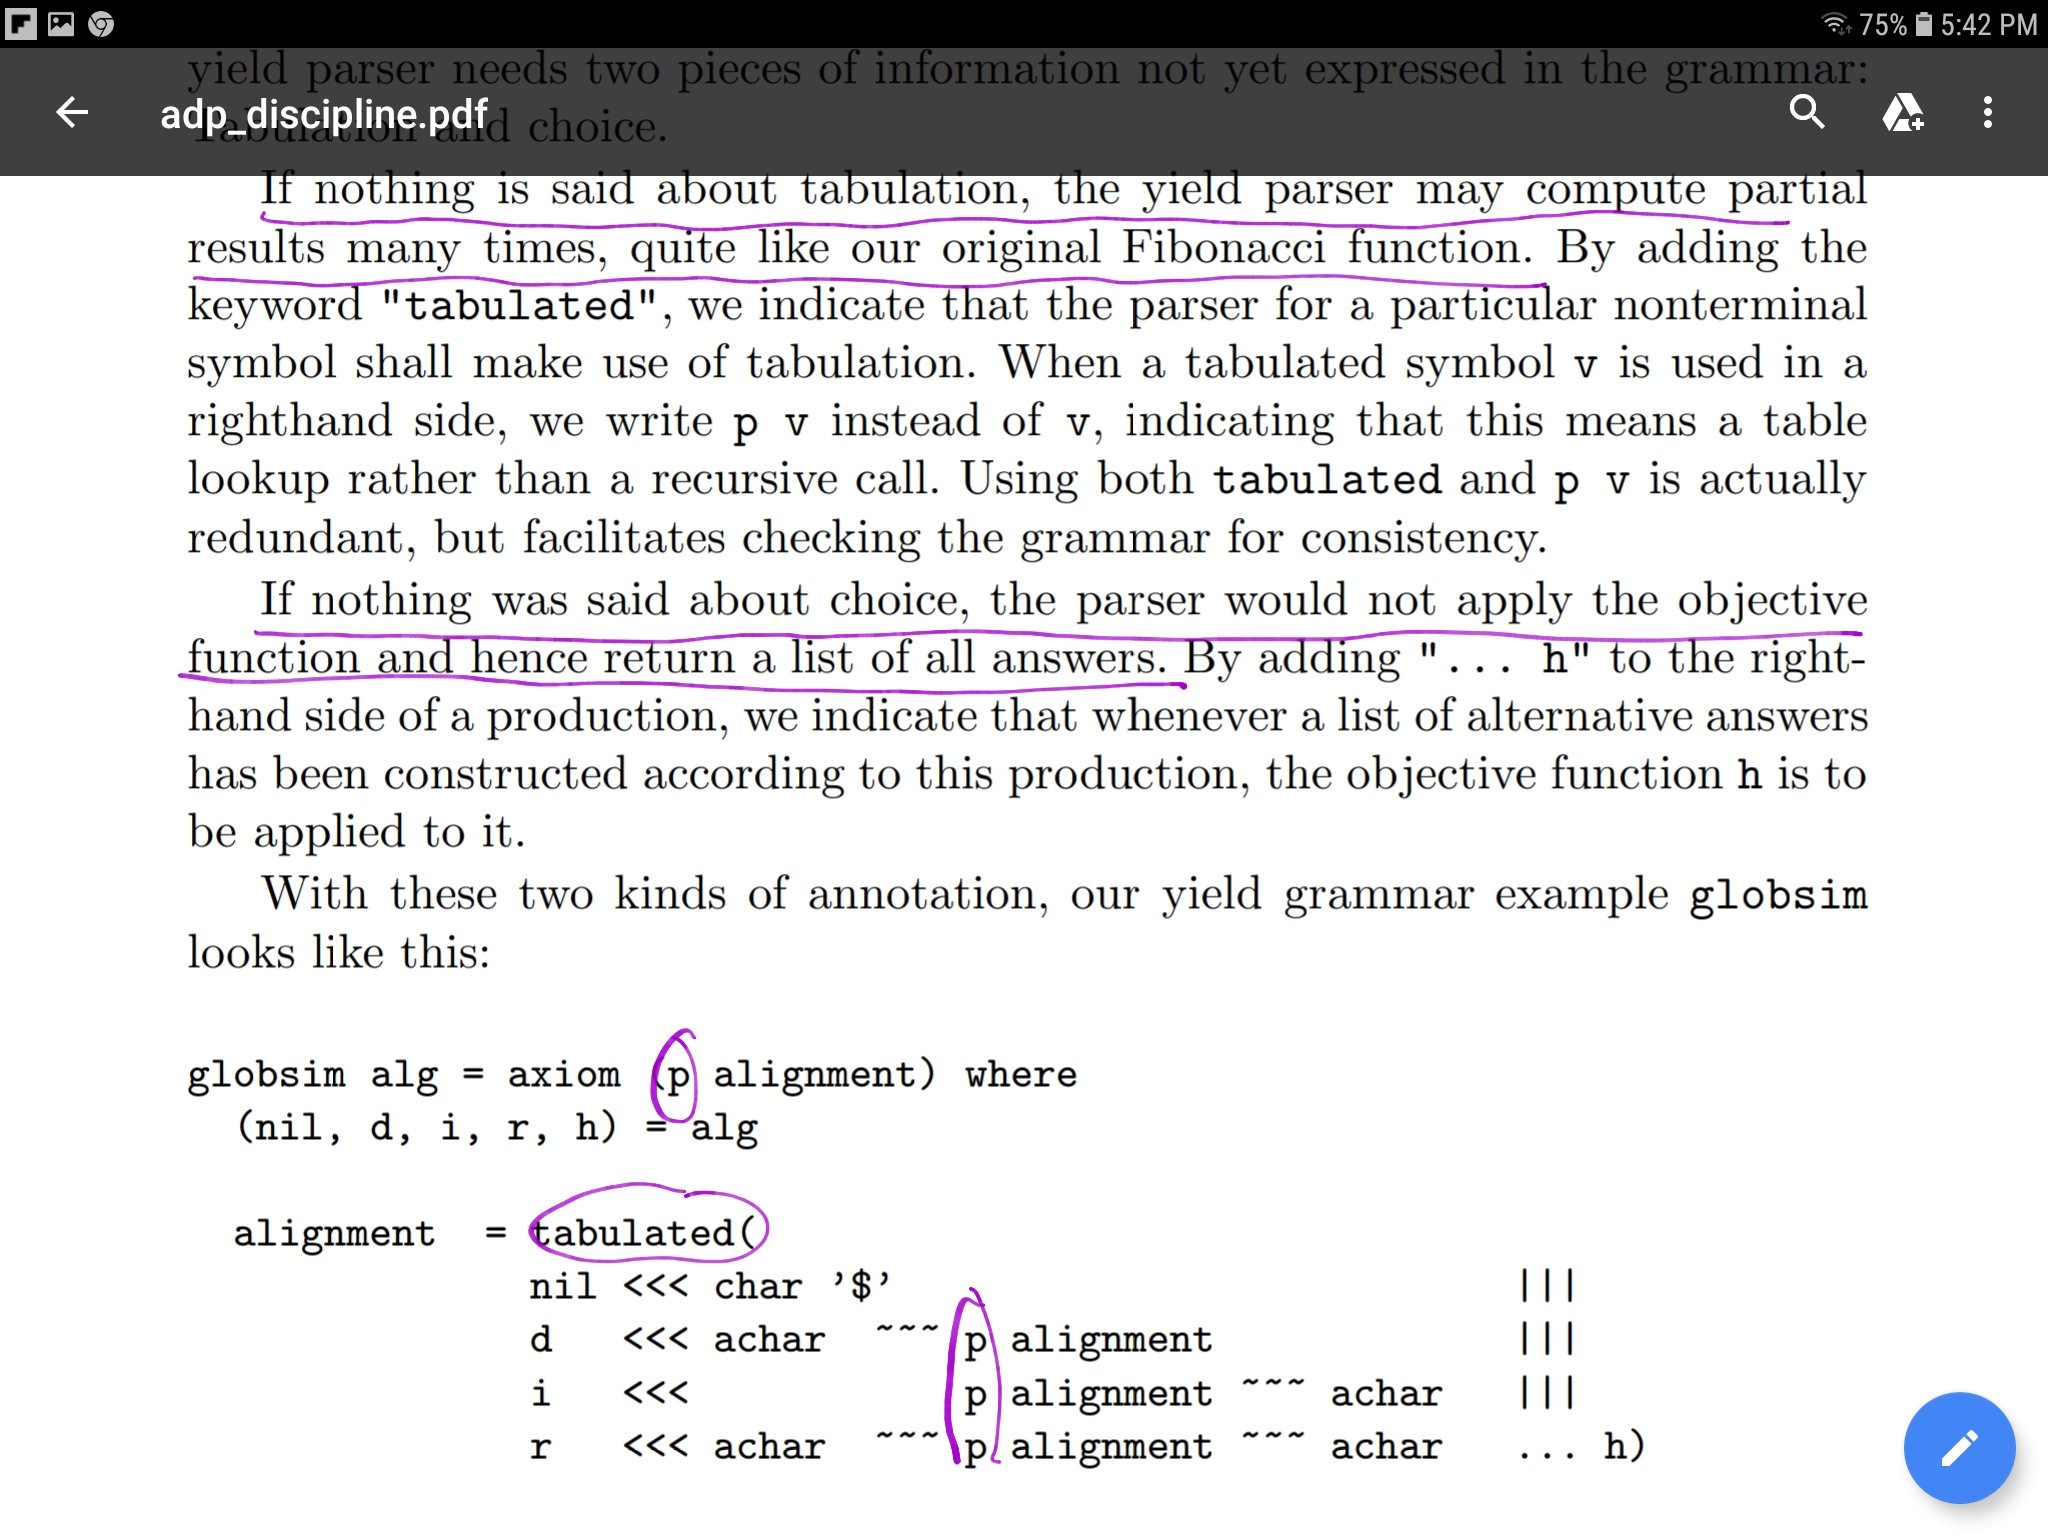 75% 5:42 PM
yield parser needs two pieces of information not yet expressed in the grammar:
adp_discipline.pdf
Tabulation and choice.
If nothing is said about tabulation, the yield parser may compute partial
results many times, quite like our original Fibonacci function. By adding the
keyword "tabulated", we indicate that the parser for a particular nonterminal
symbol shall make use of tabulation. When a tabulated symbol v is used in a
righthand side, we write p v instead of v, indicating that this means a table
lookup rather than a recursive call. Using both tabulated and p v is actually
redundant, but facilitates checking the grammar for consistency.
If nothing was said about choice, the parser would not apply the objective
function and hence return a list of all answers. By adding "... h" to the right-
hand side of a production, we indicate that whenever a list of alternative answers
has been constructed according to this production, the objective function h is to
be applied to it.
With these two kinds of annotation, our yield grammar example globsim
looks like this:
globsim alg = axiom (p alignment) where
(nil, d, i, r, h) = alg
alignment = tabulated(
nil <<< char ’$’ |||
d <<< achar ~~~ p alignment |||
i <<< p alignment ~~~ achar |||
r <<< achar ~~~ p alignment ~~~ achar ... h)